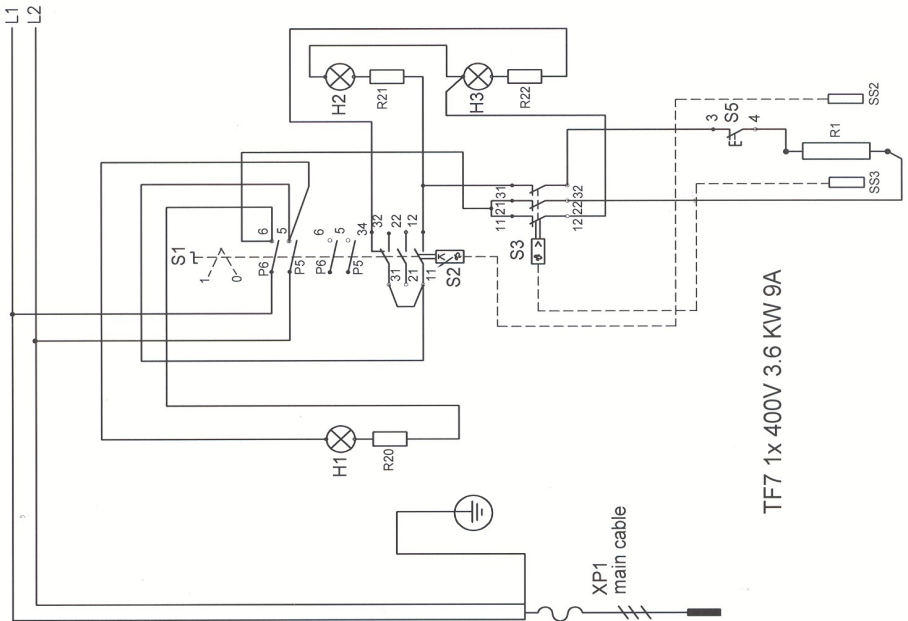 L1
L2
S1
1
0
P6
6
P5
5
P6
6
P5
5
34
32
22
12
31
21
11
S2
H1
R20
H2
R21
H3
R22
11
21
31
12
22
32
S3
3
S5
4
R1
SS2
SS3
XP1
main cable
TF7 1x 400V 3.6 KW 9A